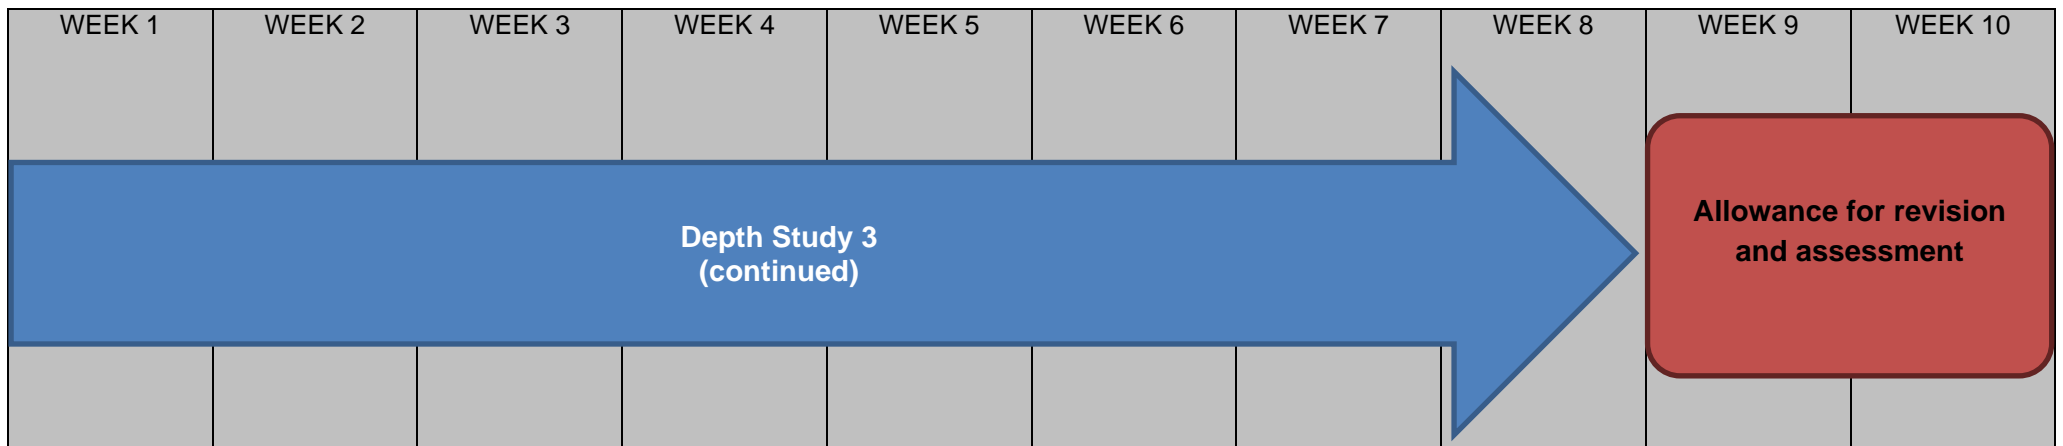 WEEK 1 WEEK 2 WEEK 3 WEEK 4 WEEK 5 WEEK 6 WEEK 7 WEEK 8 WEEK 9 WEEK 10
Depth Study 3
(continued)
Allowance for revision
and assessment